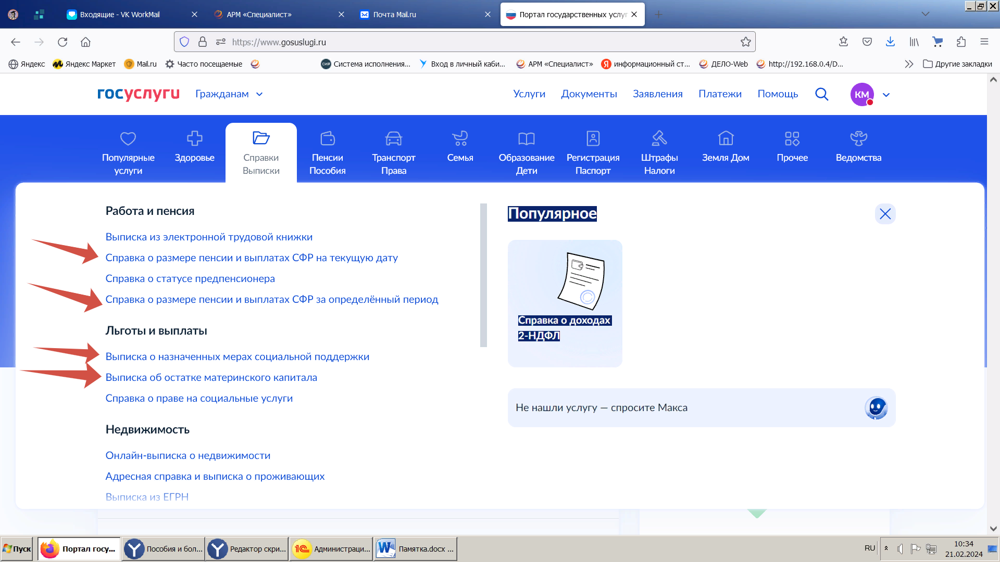 Входящие - VK WorkMail
АРМ «Специалист»
Почта Mail.ru
Портал государственных услуг
https://www.gosuslugi.ru
Яндекс
Яндекс Маркет
Mail.ru
Часто посещаемые
Система исполнения...
Вход в личный каби...
АРМ «Специалист»
информационный ст...
ДЕЛО-Web
http://192.168.0.4/D...
Другие закладки
госуслуги
Гражданам
Услуги
Документы
Заявления
Платежи
Помощь
КМ
Популярные
услуги
Здоровье
Справки
Выписки
Пенсии
Пособия
Транспорт
Права
Семья
Образование
Дети
Регистрация
Паспорт
Штрафы
Налоги
Земля Дом
Прочее
Ведомства
Работа и пенсия
Выписка из электронной трудовой книжки
Справка о размере пенсии и выплатах СФР на текущую дату
Справка о статусе предпенсионера
Справка о размере пенсии и выплатах СФР за определённый период
Льготы и выплаты
Выписка о назначенных мерах социальной поддержки
Выписка об остатке материнского капитала
Справка о праве на социальные услуги
Недвижимость
Онлайн-выписка о недвижимости
Адресная справка и выписка о проживающих
Выписка из ЕГРН
Популярное
Справка о доходах
2-НДФЛ
Не нашли услугу — спросите Макса
Пуск
Портал госу...
Пособия и бол...
Редактор скри...
Администраци...
Памятка.docx ...
RU
10:34
21.02.2024